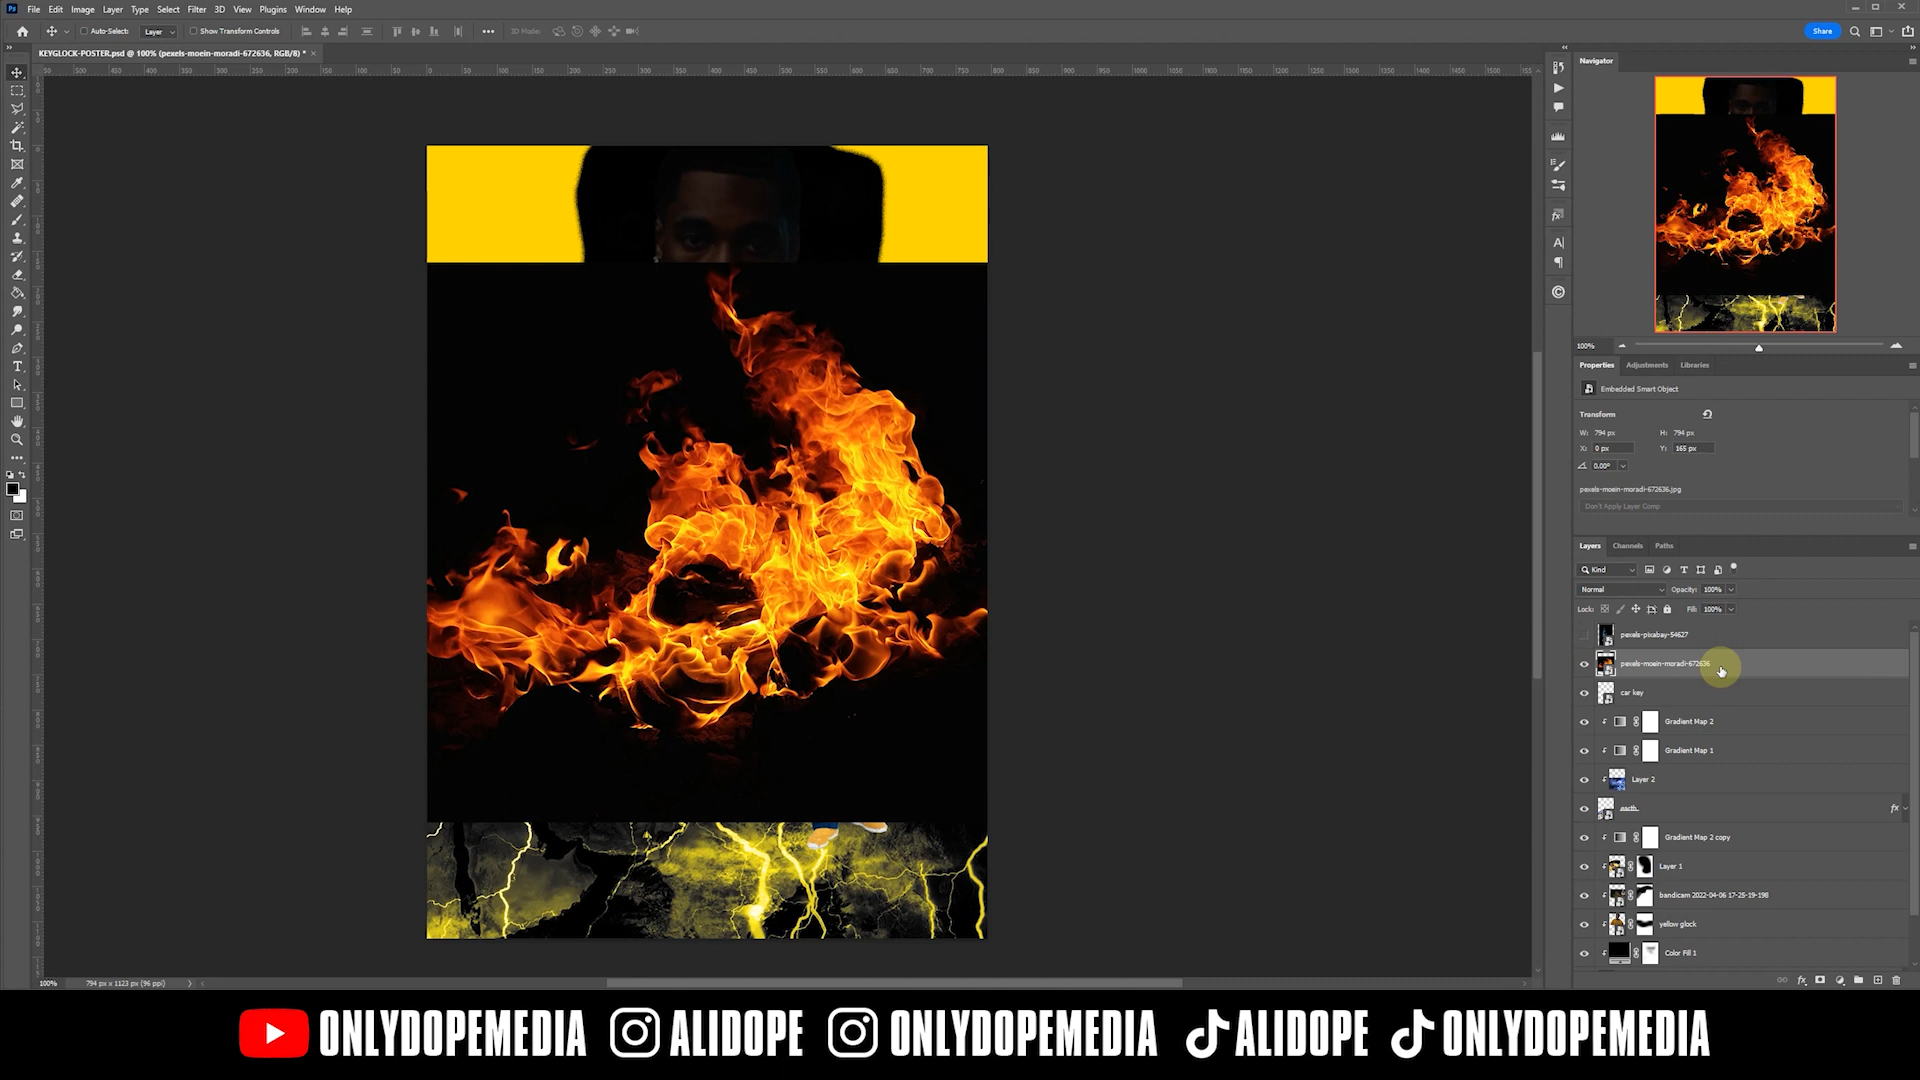 Ps File Edit Image Layer Type Select Filter 3D View Plugins Window Help
Auto-Select: Layer Show Transform Controls 3D Mode: Share
KEYGLOCK-POSTER.psd @ 100% (pexels-moein-moradi-672636, RGB/8) *
Navigator
100%
Properties Adjustments Libraries
Embedded Smart Object
Transform
W: 794 px H: 794 px
X: 0 px Y: 165 px
0.00°
pexels-moein-moradi-672636.jpg
Don't Apply Layer Comp
Layers Channels Paths
Kind
Normal Opacity: 100%
Lock: Fill: 100%
pexels-pixabay-54627
pexels-moein-moradi-672636
car key
Gradient Map 2
Gradient Map 1
Layer 2
earth.
fx
Gradient Map 2 copy
Layer 1
bandicam 2022-04-06 17-25-19-198
yellow glock
Color Fill 1
100% 794 px x 1123 px (96 ppi)
ONLYDOPEMEDIA ALIDOPE ONLYDOPEMEDIA ALIDOPE ONLYDOPEMEDIA